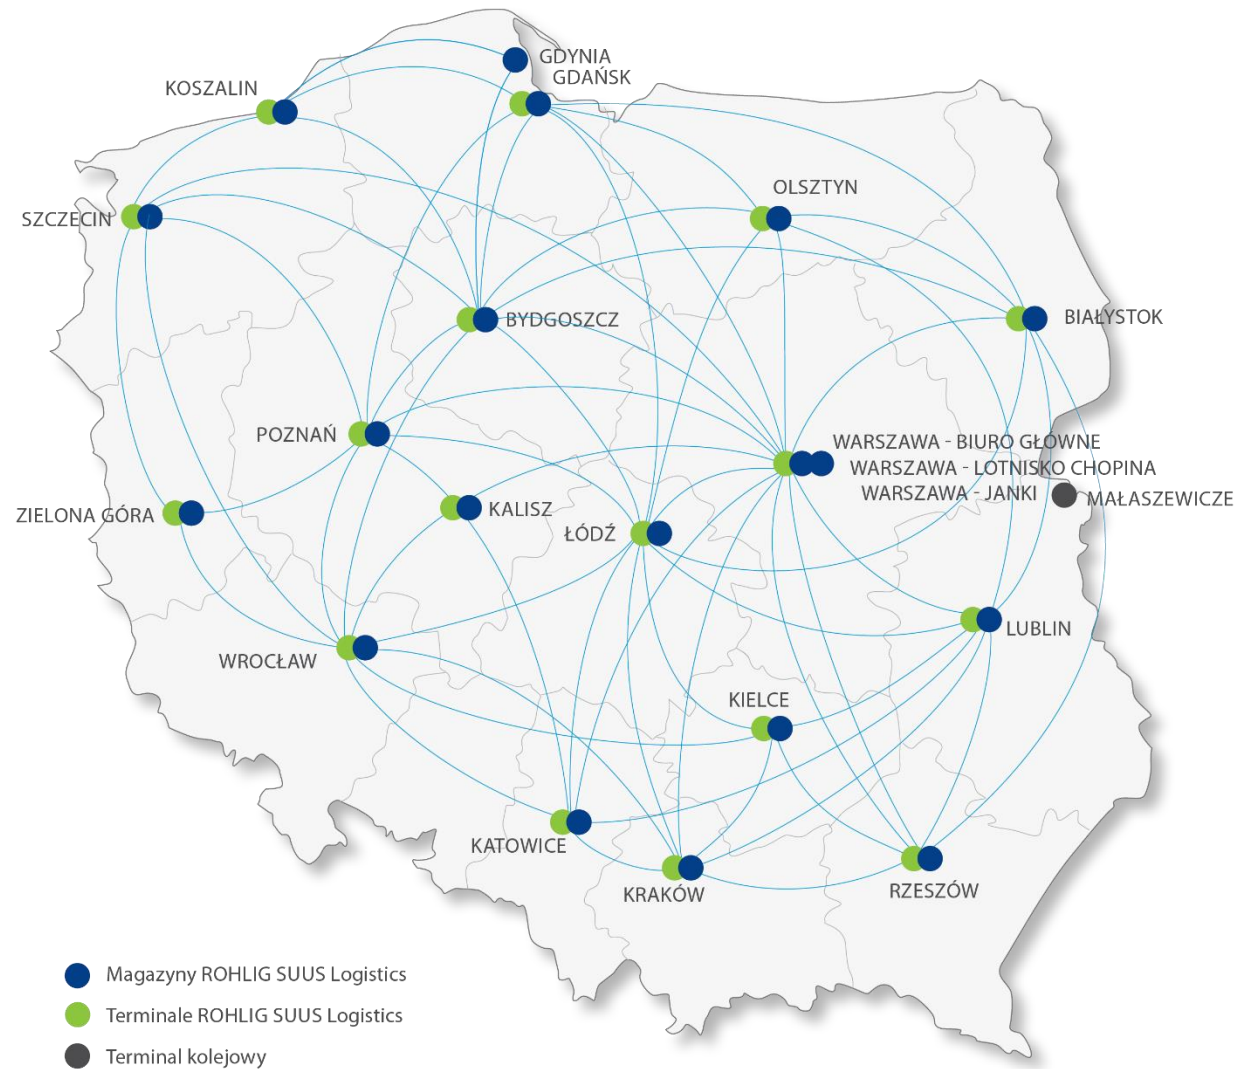 GDYNIA
GDAŃSK
KOSZALIN
OLSZTYN
SZCZECIN
BYDGOSZCZ
BIAŁYSTOK
POZNAŃ
WARSZAWA - BIURO GŁÓWNE
WARSZAWA - LOTNISKO CHOPINA
WARSZAWA - JANKI
MAŁASZEWICZE
ZIELONA GÓRA
KALISZ
ŁÓDŹ
LUBLIN
WROCŁAW
KIELCE
KATOWICE
KRAKÓW
RZESZÓW
Magazyny ROHLIG SUUS Logistics
Terminale ROHLIG SUUS Logistics
Terminal kolejowy